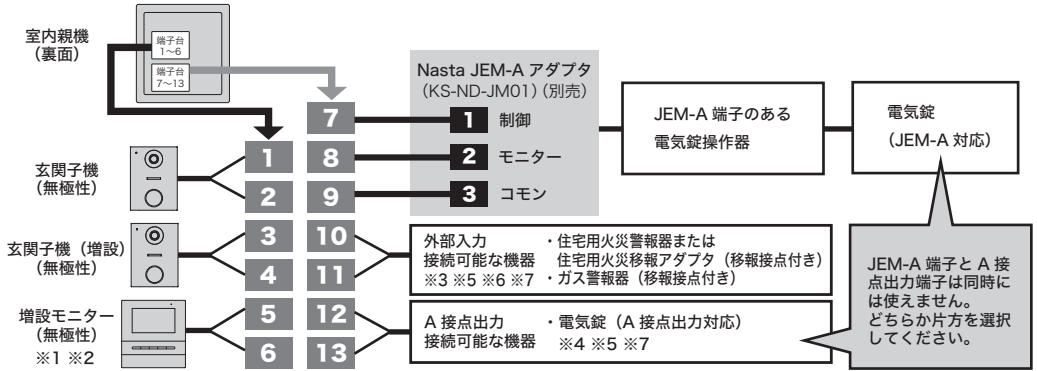 室内親機
（裏面）
端子台
1～6
端子台
7～13
玄関子機
（無極性）
玄関子機（増設）
（無極性）
増設モニター
（無極性）
※1 ※2
1
2
3
4
5
6
7
8
9
10
11
12
13
Nasta JEM-A アダプタ
（KS-ND-JM01）（別売）
1 制御
2 モニター
3 コモン
JEM-A 端子のある
電気錠操作器
電気錠
（JEM-A 対応）
外部入力
接続可能な機器
※3 ※5 ※6 ※7
・住宅用火災警報器または
住宅用火災移報アダプタ（移報接点付き）
・ガス警報器（移報接点付き）
A 接点出力
接続可能な機器
・電気錠（A 接点出力対応）
※4 ※5 ※7
JEM-A 端子と A 接
点出力端子は同時に
は使えません。
どちらか片方を選択
してください。